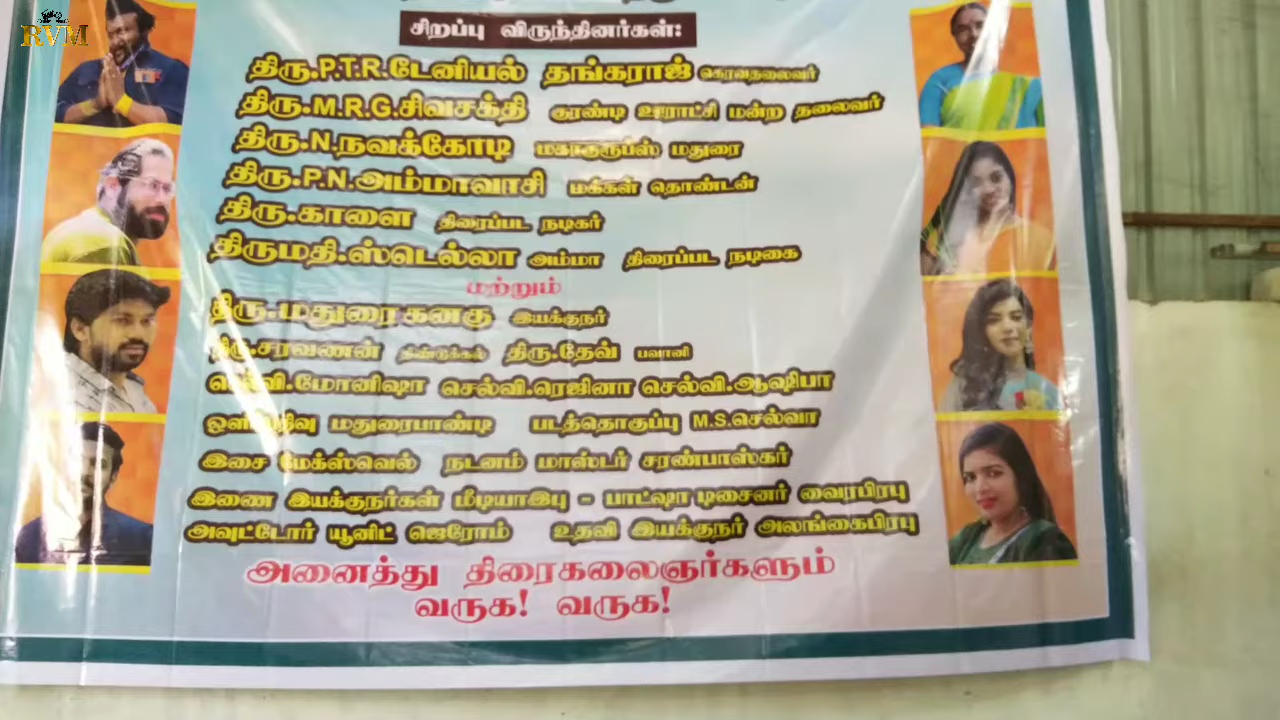 RVM
சிறப்பு விருந்தினர்கள்:
திரு.P.T.R.டேனியல் தங்கராஜ் கௌரவதலைவர்
திரு.M.R.G.சிவசக்தி குரண்டி ஊராட்சி மன்ற தலைவர்
திரு.N.நவக்கோடி மகாகுரூப்ஸ் மதுரை
திரு.P.N.அம்மாவாசி மக்கள் தொண்டன்
திரு.காளை திரைப்பட நடிகர்
திருமதி.ஸ்டெல்லா அம்மா திரைப்பட நடிகை
மற்றும்
திரு.மதுரைகனகு இயக்குநர்
திரு.சரவணன் திண்டுக்கல் திரு.தேவ் பவானி
செல்வி.மோனிஷா செல்வி.ரெஜினா செல்வி.ஆஷிபா
ஒளிப்பதிவு மதுரைபாண்டி படத்தொகுப்பு M.S.செல்வா
இசை மேக்ஸ்வெல் நடனம் மாஸ்டர் சரண்பாஸ்கர்
இணை இயக்குநர்கள் மீடியாஇபு - பாட்ஷா டிசைனர் வைரபிரபு
அவுட்டோர் யூனிட் ஜெரோம் உதவி இயக்குநர் அலங்கைபிரபு
அனைத்து திரைகலைஞர்களும்
வருக! வருக!